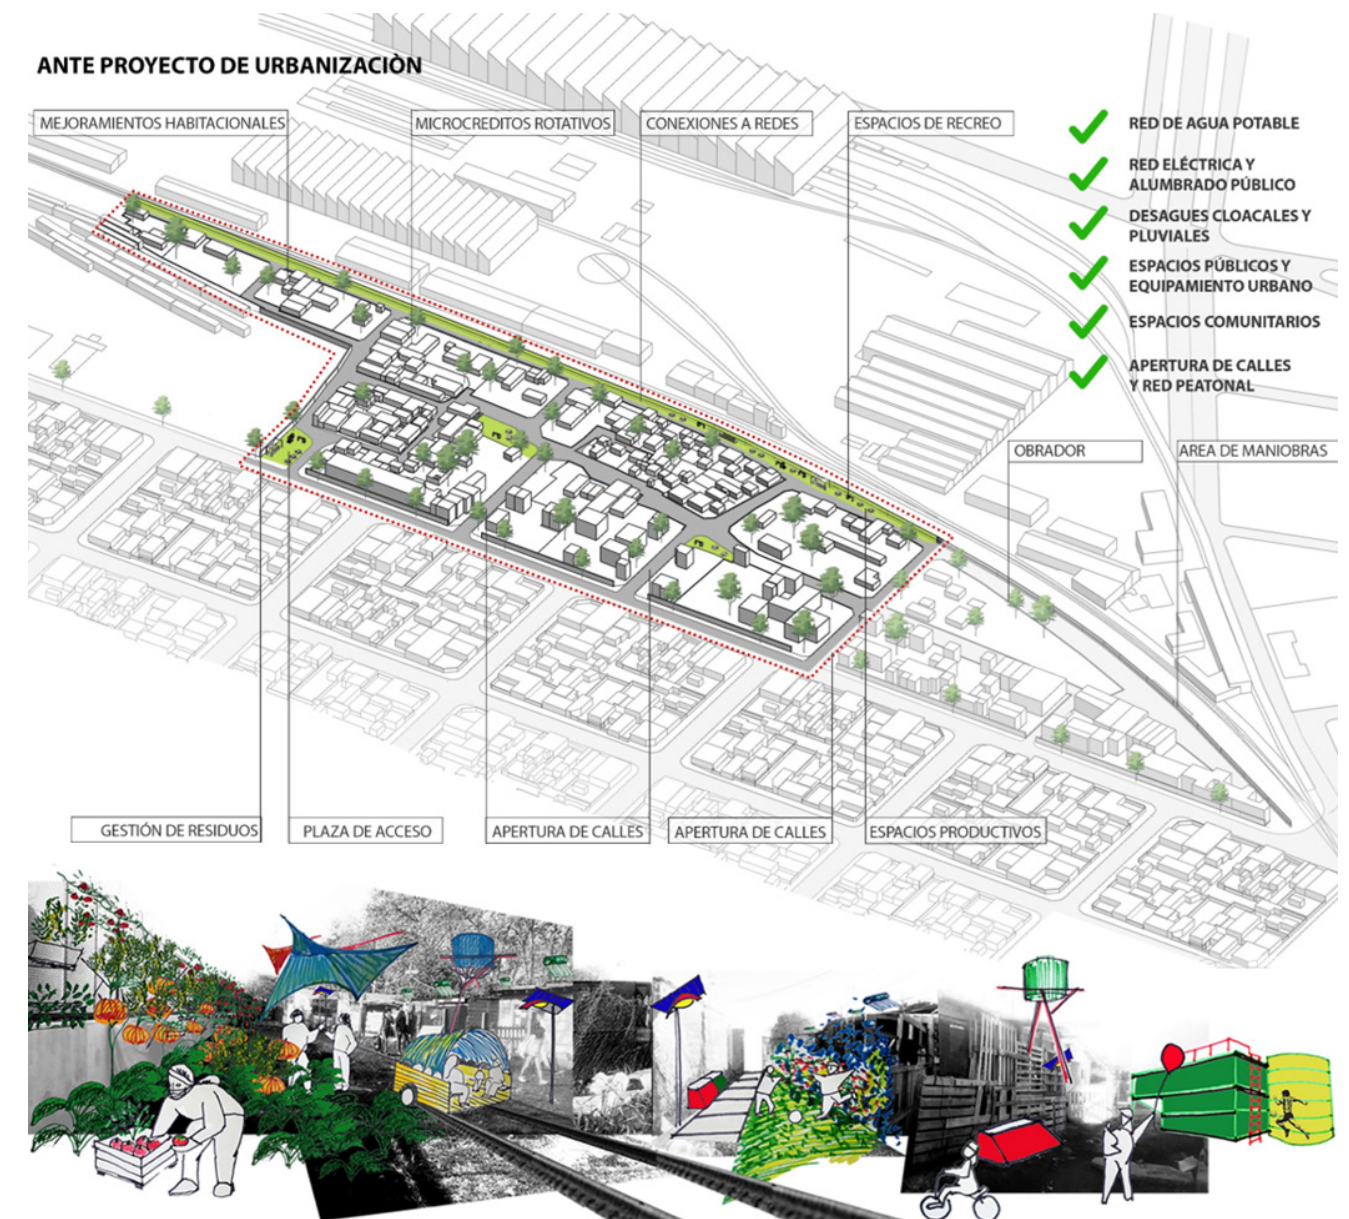 ANTE PROYECTO DE URBANIZACIÒN
MEJORAMIENTOS HABITACIONALES
MICROCREDITOS ROTATIVOS
CONEXIONES A REDES
ESPACIOS DE RECREO
RED DE AGUA POTABLE
RED ELÉCTRICA Y
ALUMBRADO PÚBLICO
DESAGUES CLOACALES Y
PLUVIALES
ESPACIOS PÚBLICOS Y
EQUIPAMIENTO URBANO
ESPACIOS COMUNITARIOS
APERTURA DE CALLES
Y RED PEATONAL
OBRADOR
AREA DE MANIOBRAS
GESTIÓN DE RESIDUOS
PLAZA DE ACCESO
APERTURA DE CALLES
APERTURA DE CALLES
ESPACIOS PRODUCTIVOS